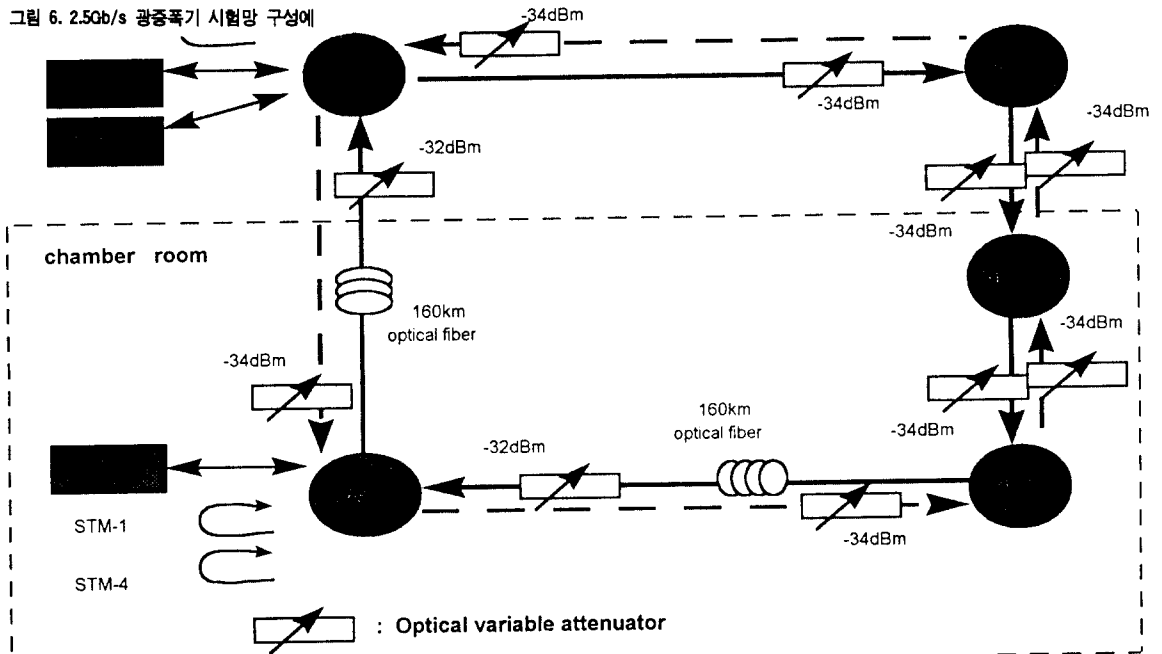 그림 6. 2.5Gb/s 광증폭기 시험망 구성예
-34dBm
-34dBm
-34dBm
-32dBm
-34dBm
chamber room
160km
optical fiber
-34dBm
-34dBm
-34dBm
160km
optical fiber
-32dBm
-34dBm
STM-1
STM-4
: Optical variable attenuator